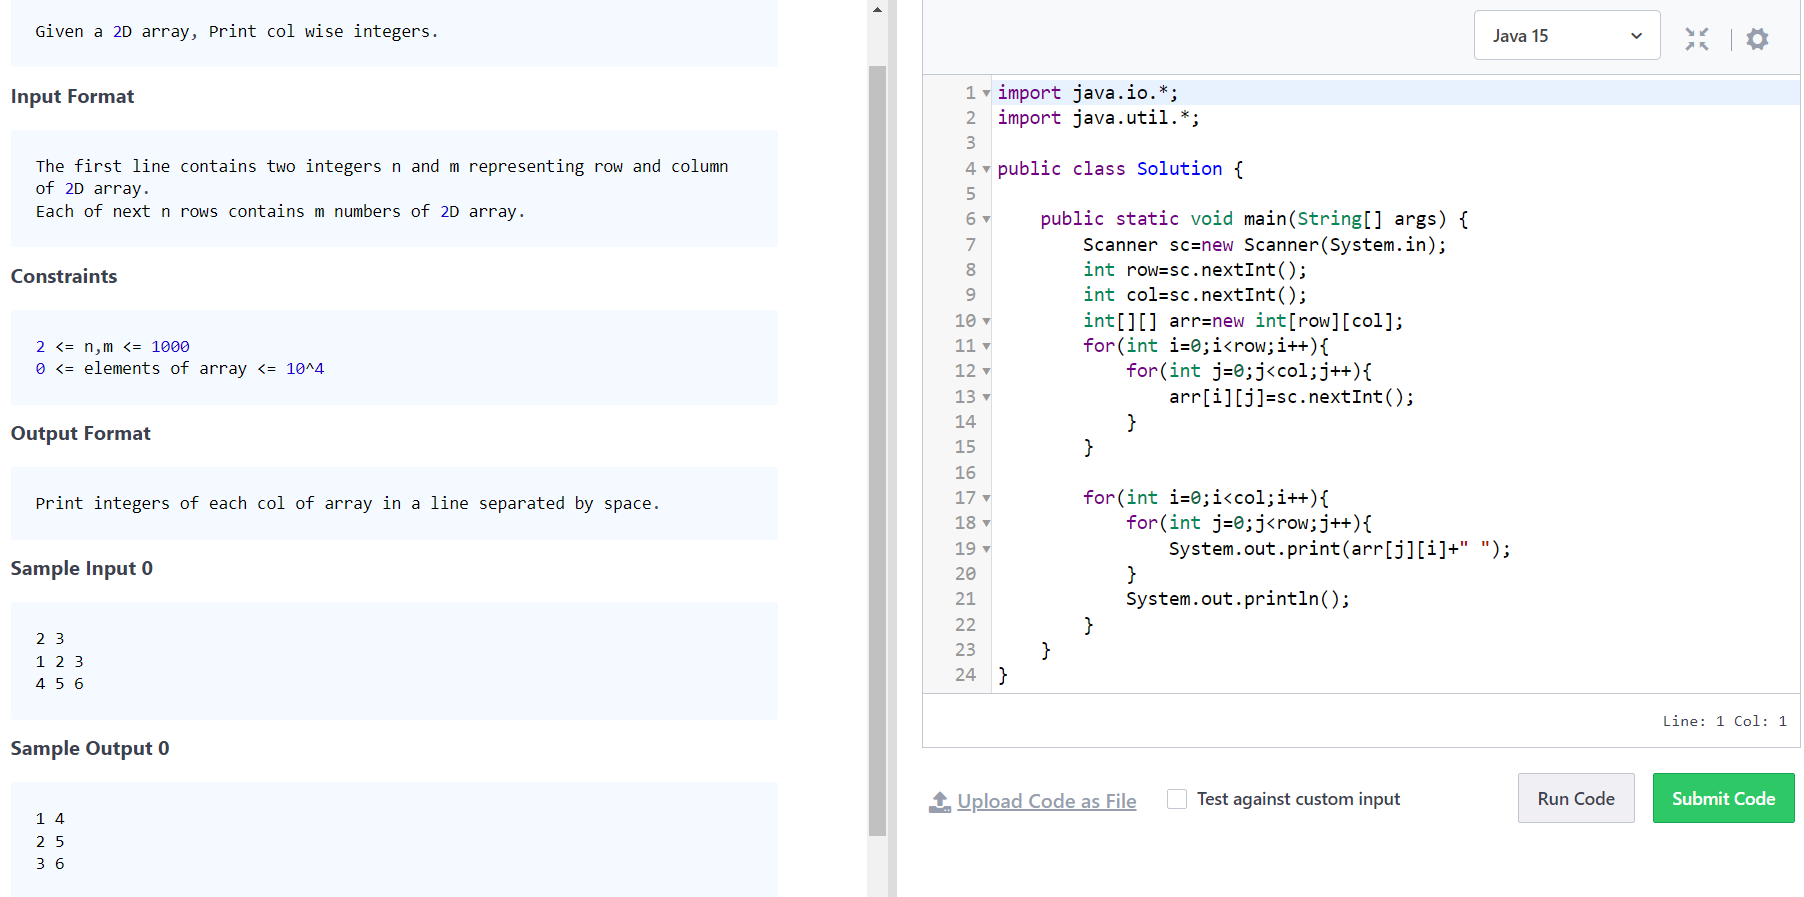 Given a 2D array, Print col wise integers.
Input Format
The first line contains two integers n and m representing row and column
of 2D array.
Each of next n rows contains m numbers of 2D array.
Constraints
2 <= n,m <= 1000
0 <= elements of array <= 10^4
Output Format
Print integers of each col of array in a line separated by space.
Sample Input 0
2 3
1 2 3
4 5 6
Sample Output 0
1 4
2 5
3 6
Java 15
1 import java.io.*;
2 import java.util.*;
3
4 public class Solution {
5
6     public static void main(String[] args) {
7         Scanner sc=new Scanner(System.in);
8         int row=sc.nextInt();
9         int col=sc.nextInt();
10         int[][] arr=new int[row][col];
11         for(int i=0;i<row;i++){
12             for(int j=0;j<col;j++){
13                 arr[i][j]=sc.nextInt();
14             }
15         }
16
17         for(int i=0;i<col;i++){
18             for(int j=0;j<row;j++){
19                 System.out.print(arr[j][i]+" ");
20             }
21             System.out.println();
22         }
23     }
24 }
Line: 1 Col: 1
Upload Code as File
Test against custom input
Run Code
Submit Code